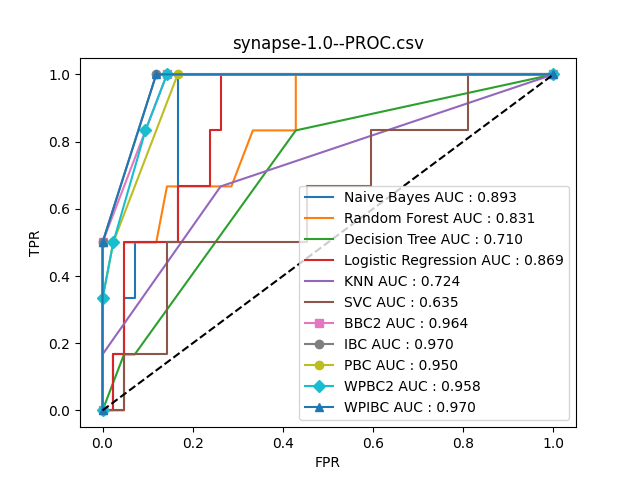 synapse-1.0--PROC.csv
1.0
0.8
0.6
0.4
0.2
0.0
TPR
Naive Bayes AUC : 0.893
Random Forest AUC : 0.831
Decision Tree AUC : 0.710
Logistic Regression AUC : 0.869
KNN AUC : 0.724
SVC AUC : 0.635
BBC2 AUC : 0.964
IBC AUC : 0.970
PBC AUC : 0.950
WPBC2 AUC : 0.958
WPIBC AUC : 0.970
0.0 0.2 0.4 0.6 0.8 1.0
FPR